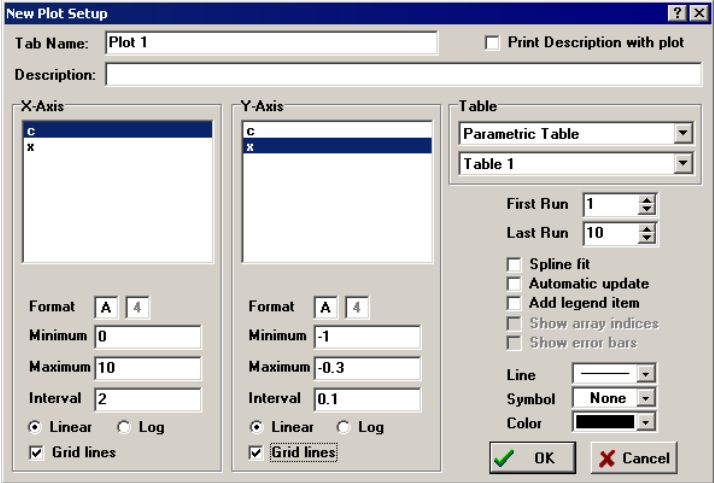 New Plot Setup
Tab Name: Plot 1 Print Description with plot
Description:
X-Axis Y-Axis Table
c c Parametric Table
x x Table 1
First Run 1
Last Run 10
Spline fit
Automatic update
Format A 4 Format A 4 Add legend item
Show array indices
Minimum 0 Minimum -1 Show error bars
Maximum 10 Maximum -0.3 Line
Interval 2 Interval 0.1 Symbol None
Linear Log Linear Log Color
Grid lines Grid lines OK Cancel